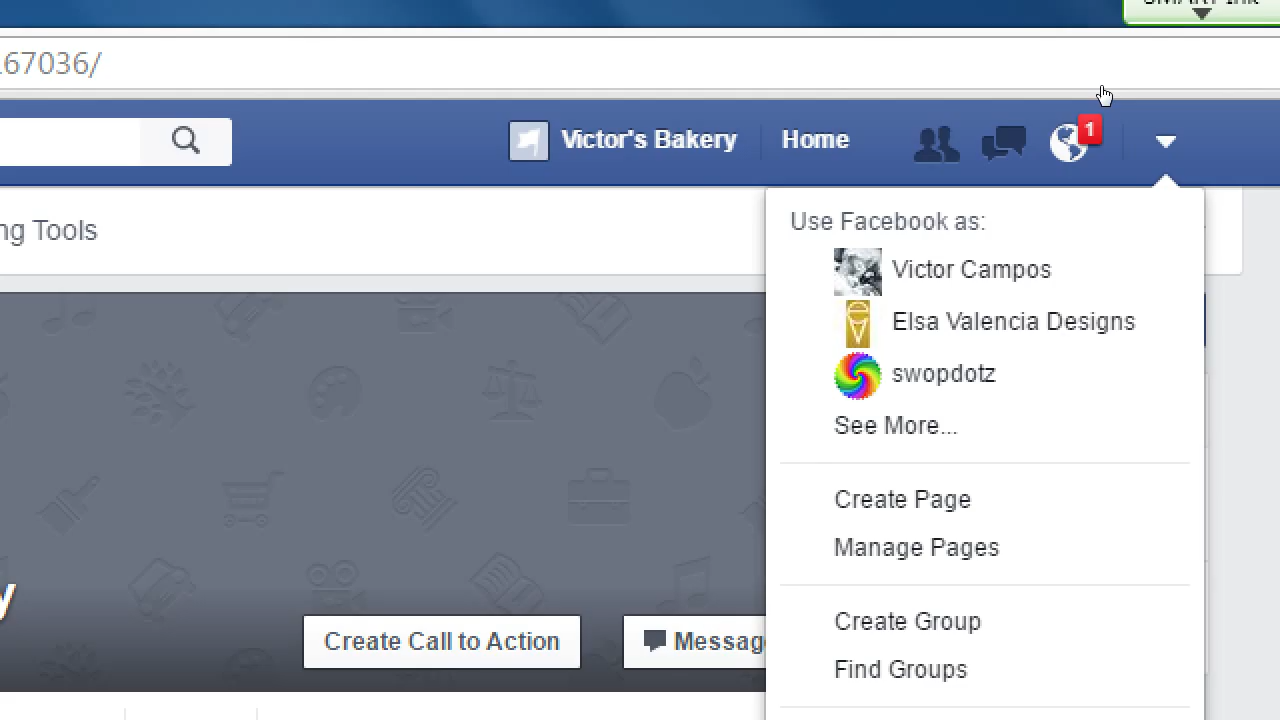 67036/
Victor's Bakery
Home
1
ng Tools
Use Facebook as:
Victor Campos
Elsa Valencia Designs
swopdotz
See More...
Create Page
Manage Pages
Create Group
Find Groups
y
Create Call to Action
Messag